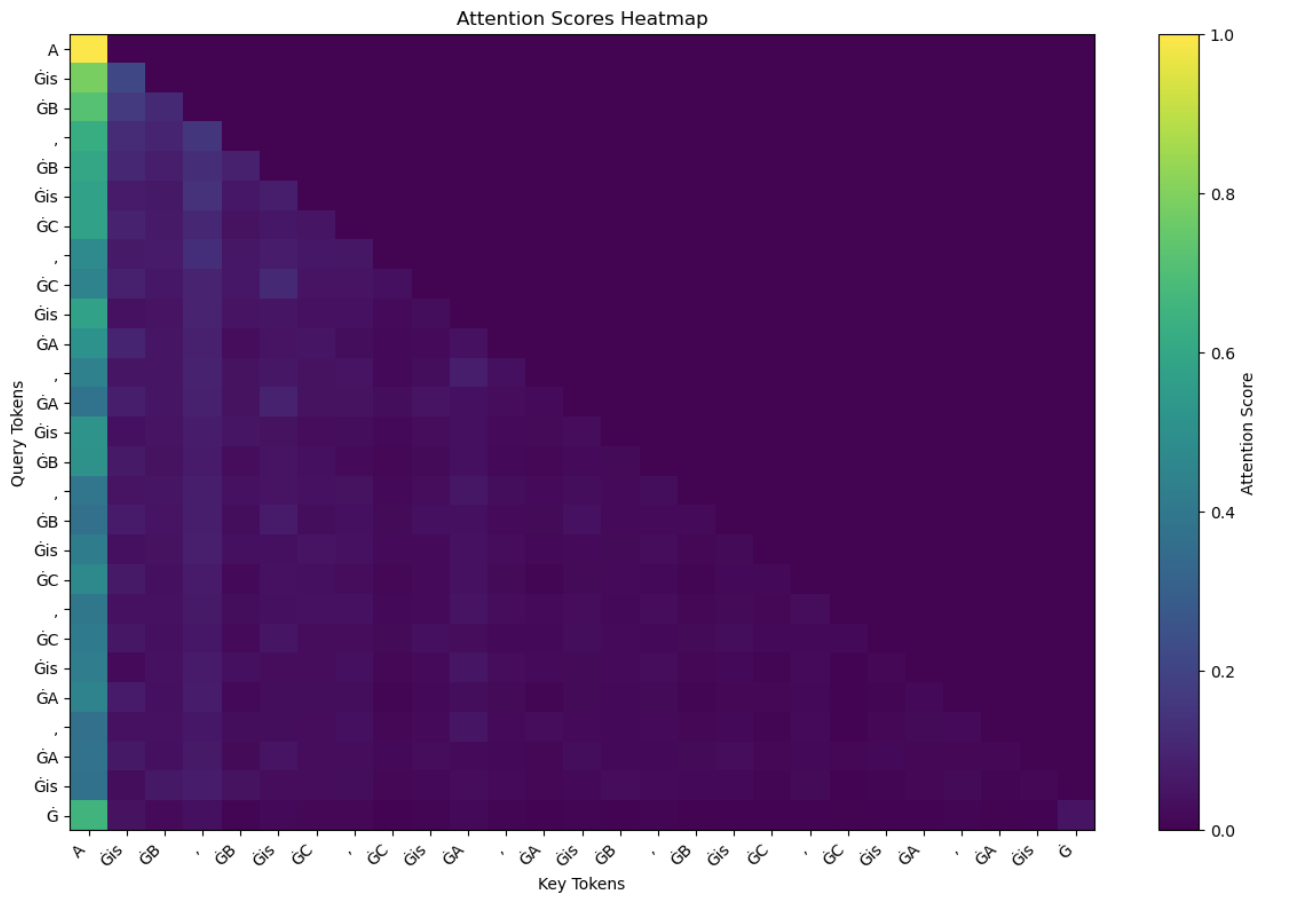 Attention Scores Heatmap
A
Ġis
ĠB
,
ĠB
Ġis
ĠC
,
ĠC
Ġis
ĠA
,
ĠA
Ġis
ĠB
,
ĠB
Ġis
ĠC
,
ĠC
Ġis
ĠA
,
ĠA
Ġis
Ġ
Query Tokens
A Ġis ĠB , ĠB Ġis ĠC , ĠC Ġis ĠA , ĠA Ġis ĠB , ĠB Ġis ĠC , ĠC Ġis ĠA , ĠA Ġis Ġ
Key Tokens
1.0
0.8
0.6
0.4
0.2
0.0
Attention Score